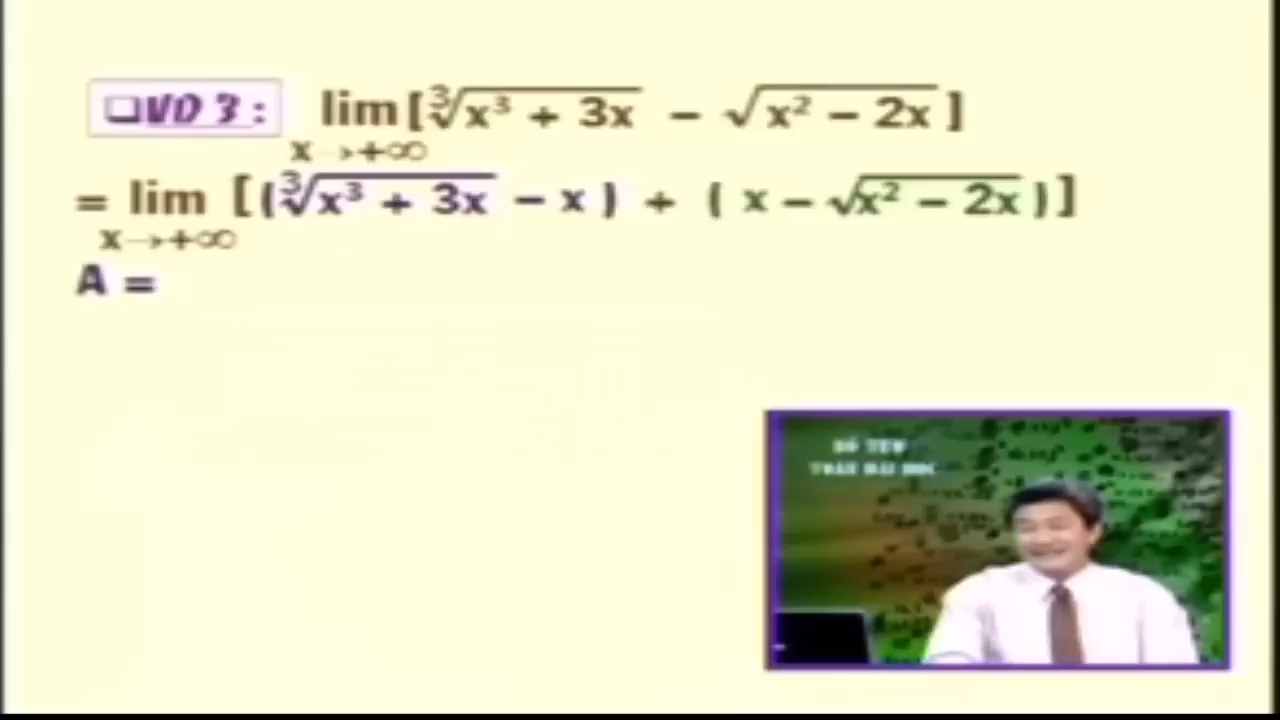 ❑VD 3 : lim [∛(x³ + 3x) − √(x² − 2x)]
x→+∞
= lim [(∛(x³ + 3x) − x) + (x − √(x² − 2x))]
x→+∞
A =